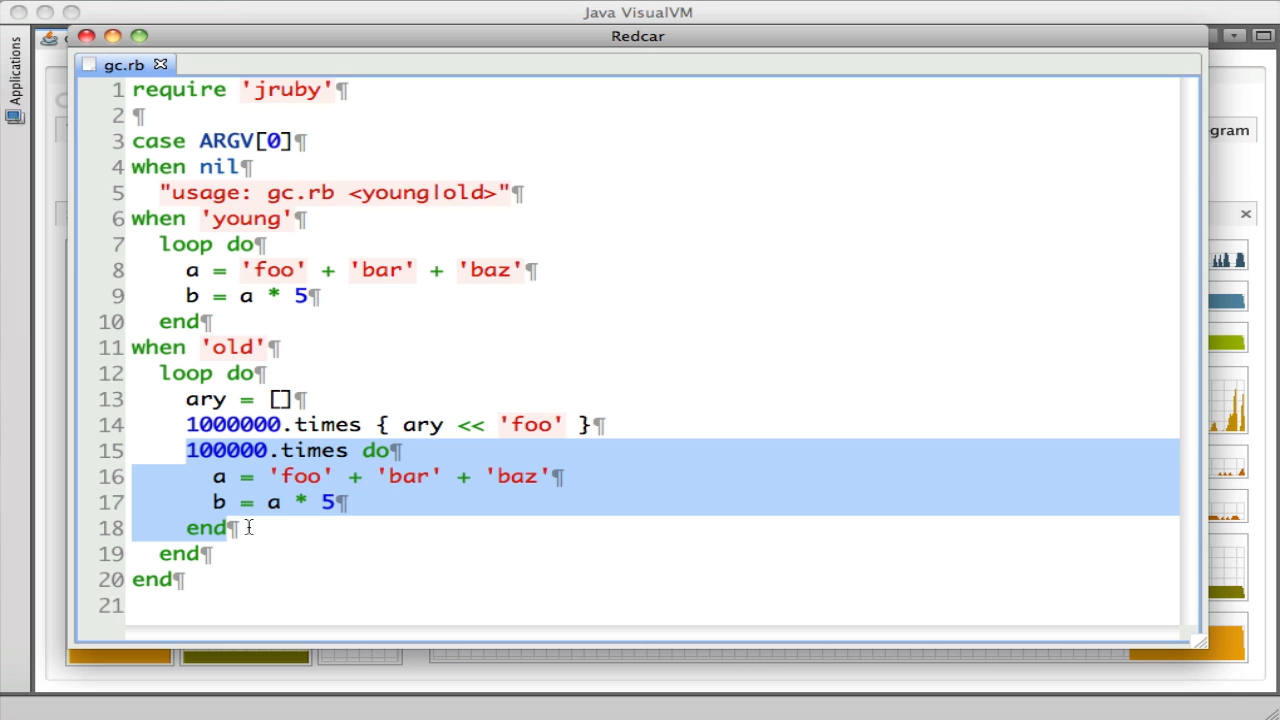 Java VisualVM
Redcar
Applications
gc.rb
gram
1 require 'jruby'¶
2 ¶
3 case ARGV[0]¶
4 when nil¶
5   "usage: gc.rb <young|old>"¶
6 when 'young'¶
7   loop do¶
8     a = 'foo' + 'bar' + 'baz'¶
9     b = a * 5¶
10   end¶
11 when 'old'¶
12   loop do¶
13     ary = []¶
14     1000000.times { ary << 'foo' }¶
15     100000.times do¶
16       a = 'foo' + 'bar' + 'baz'¶
17       b = a * 5¶
18     end¶
19   end¶
20 end¶
21